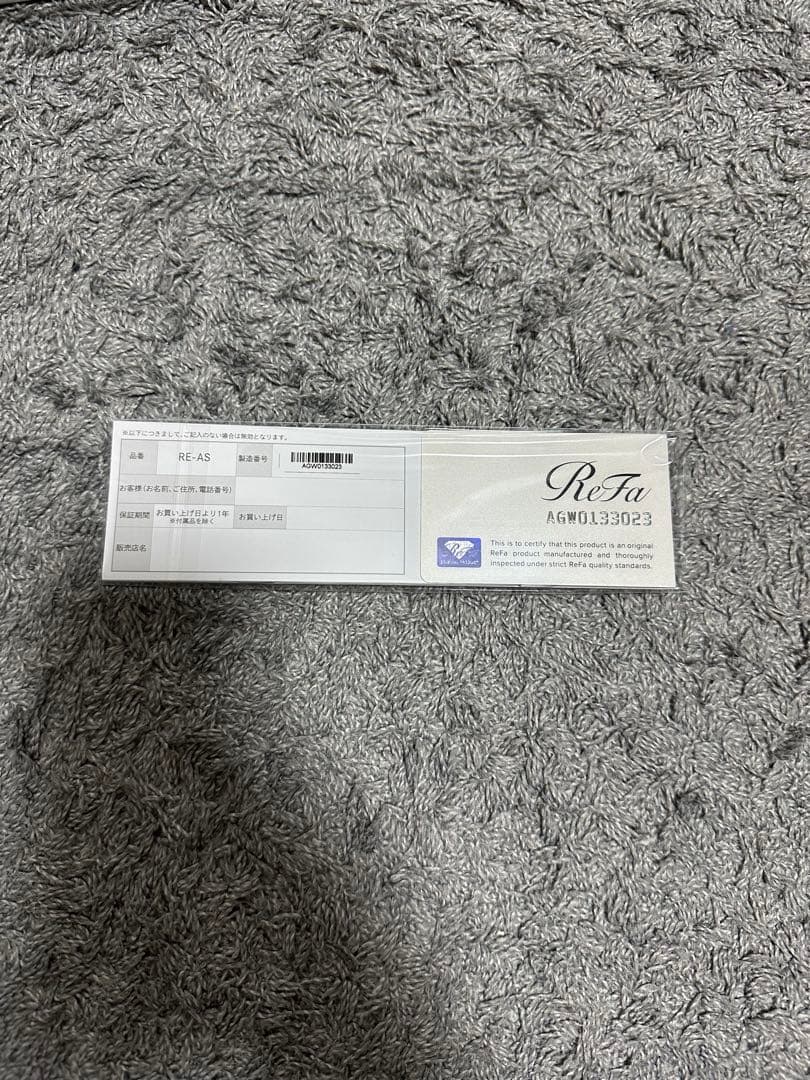 ※以下につきまして、ご記入のない場合は無効となります。
品番 RE-AS 製造番号 AGW0133023
お客様(お名前、ご住所、電話番号)
保証期間 お買い上げ日より1年 ※付属品を除く お買い上げ日
販売店名
ReFa
AGW0133023
This is to certify that this product is an original
ReFa product manufactured and thoroughly
inspected under strict ReFa quality standards.